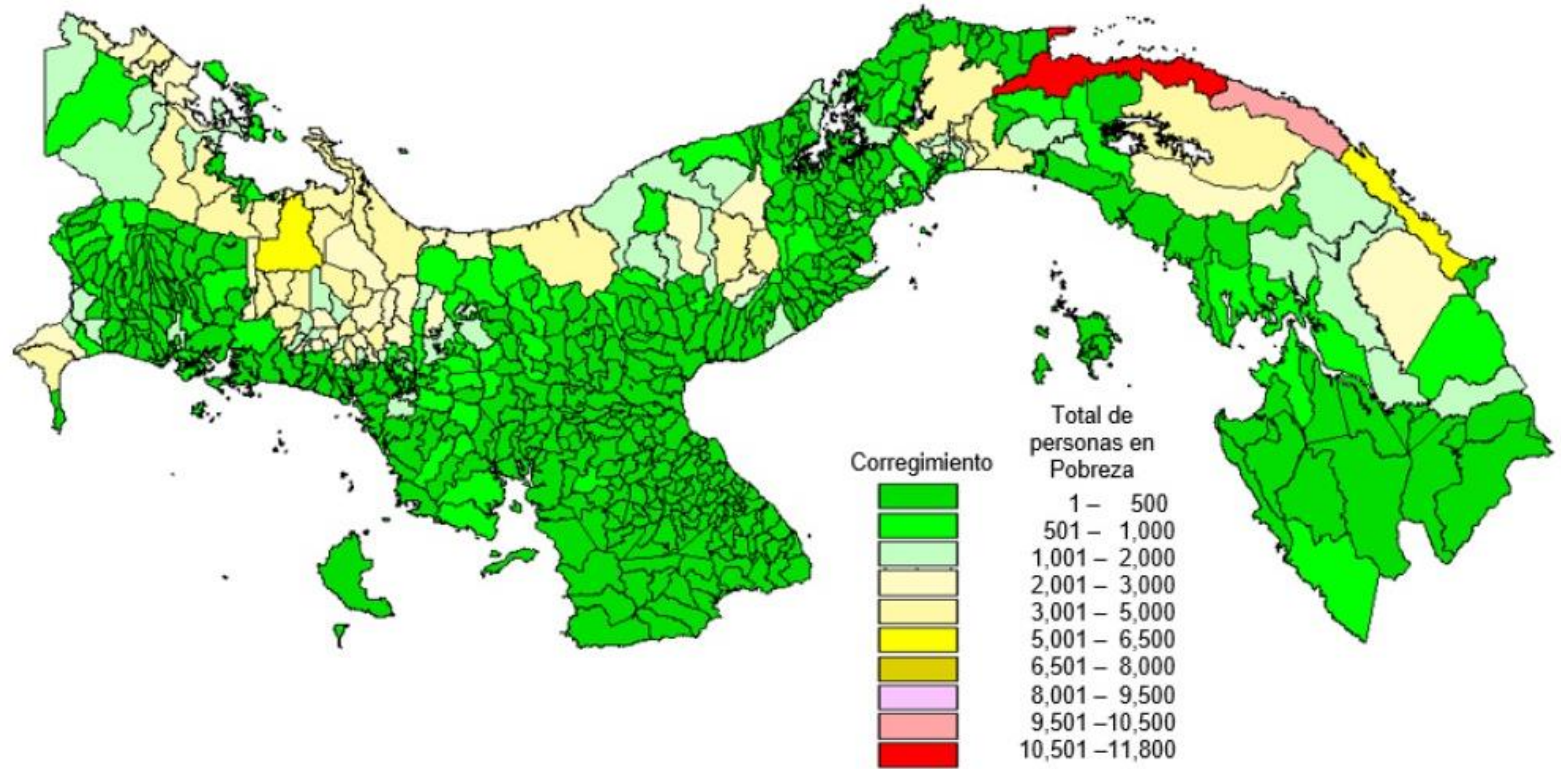 Total de
personas en
Pobreza
Corregimiento
1 – 500
501 – 1,000
1,001 – 2,000
2,001 – 3,000
3,001 – 5,000
5,001 – 6,500
6,501 – 8,000
8,001 – 9,500
9,501 –10,500
10,501 –11,800